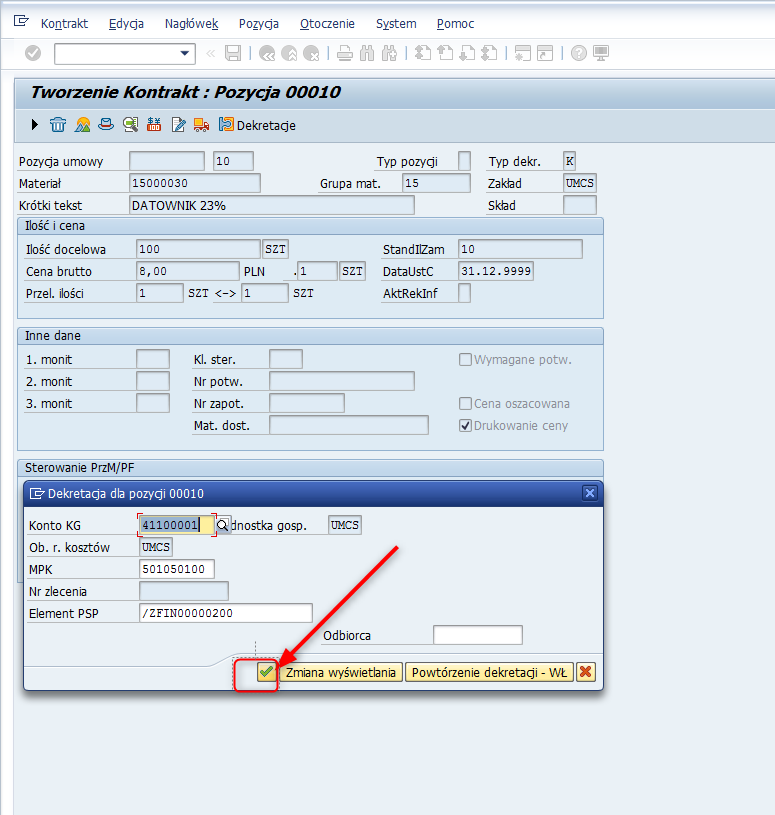 Kontrakt Edycja Nagłówek Pozycja Otoczenie System Pomoc
Tworzenie Kontrakt : Pozycja 00010
Dekretacje
Pozycja umowy 10 Typ pozycji Typ dekr. K
Materiał 15000030 Grupa mat. 15 Zakład UMCS
Krótki tekst DATOWNIK 23% Skład
Ilość i cena
Ilość docelowa 100 SZT StandIlZam 10
Cena brutto 8,00 PLN . 1 SZT DataUstC 31.12.9999
Przel. ilości 1 SZT <-> 1 SZT AktRekInf
Inne dane
1. monit Kl. ster. Wymagane potw.
2. monit Nr potw.
3. monit Nr zapot. Cena oszacowana
Mat. dost. Drukowanie ceny
Sterowanie PrzM/PF
Dekretacja dla pozycji 00010
Konto KG 41100001 dnostka gosp. UMCS
Ob. r. kosztów UMCS
MPK 501050100
Nr zlecenia
Element PSP /ZFIN00000200
Odbiorca
Zmiana wyświetlania Powtórzenie dekretacji - WŁ